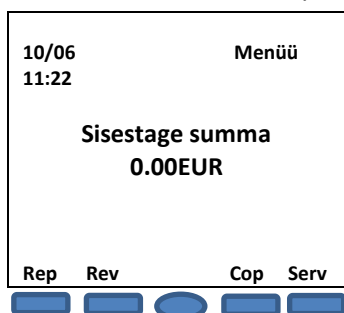 10/06 Menüü
11:22
Sisestage summa
0.00EUR
Rep Rev Cop Serv